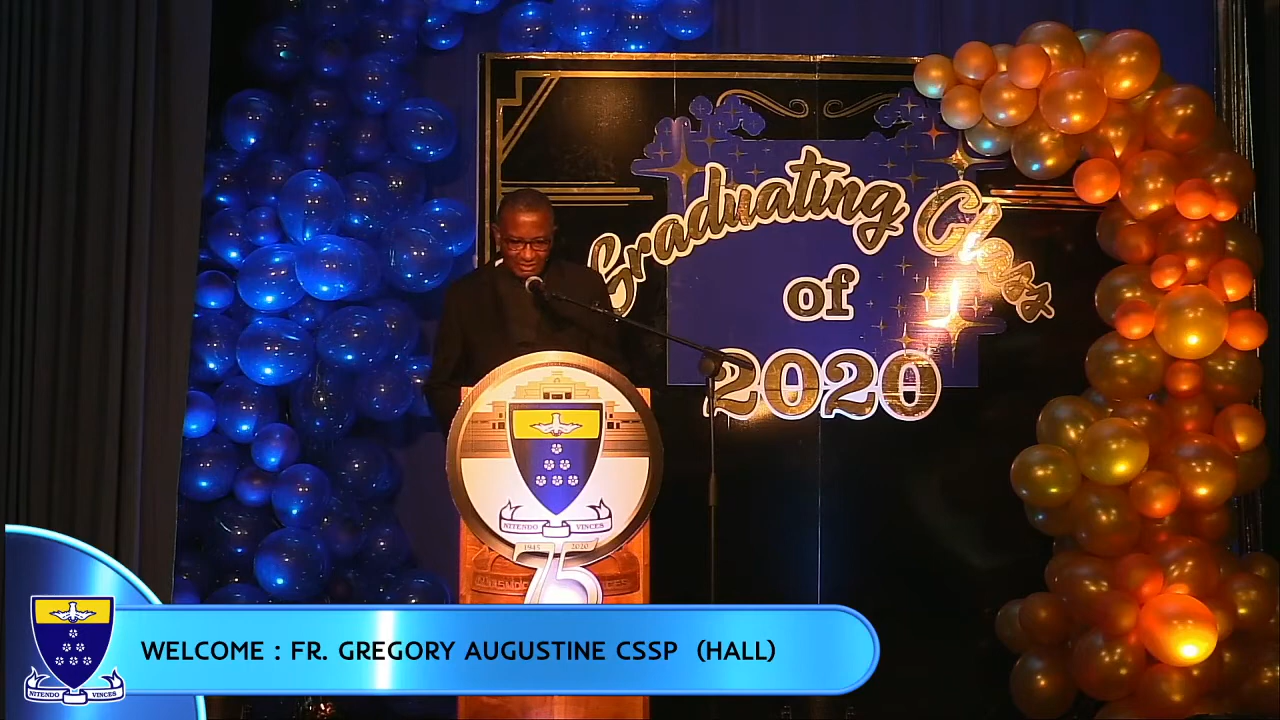 Graduating Class
of
2020
NITENDO VINCES
1945 2020
75
WELCOME : FR. GREGORY AUGUSTINE CSSP (HALL)
NITENDO VINCES